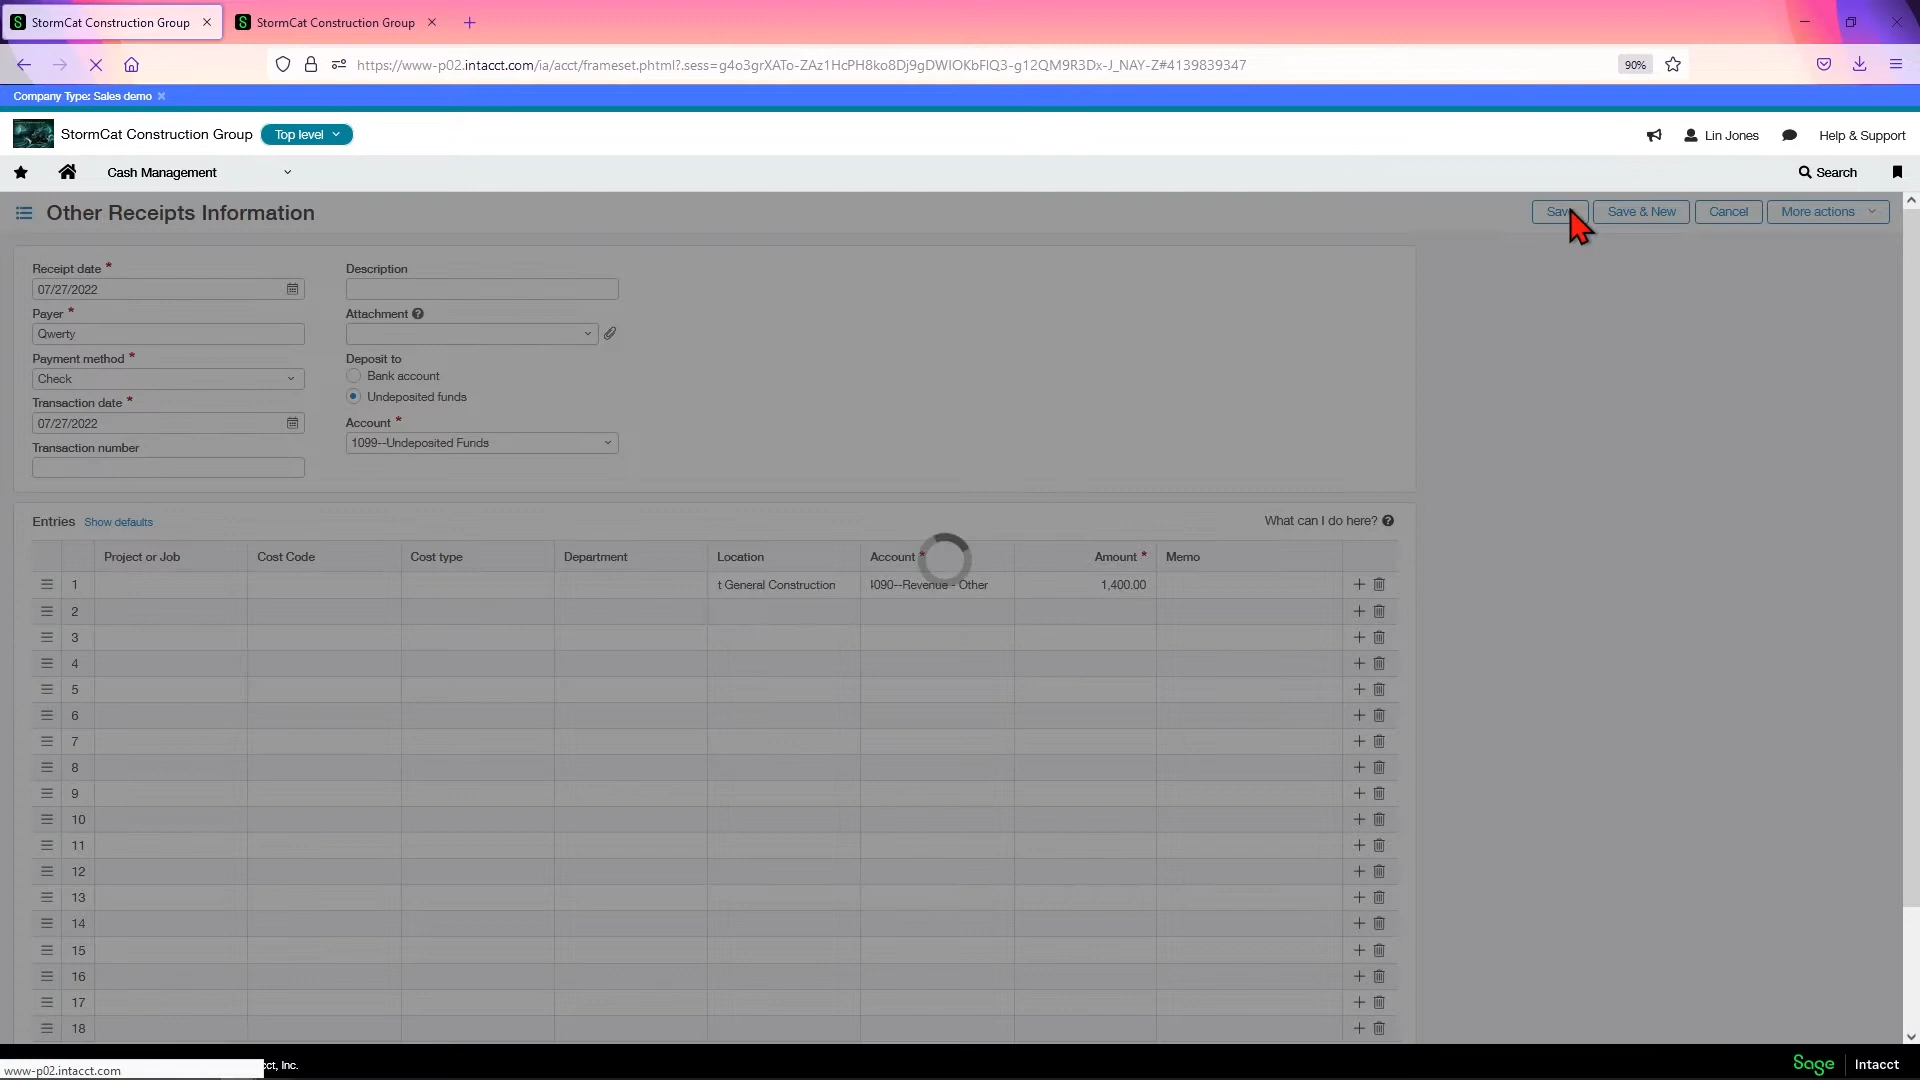 StormCat Construction Group
StormCat Construction Group
https://www-p02.intacct.com/ia/acct/frameset.phtml?.sess=g4o3grXATo-ZAz1HcPH8ko8Dj9gDWIOKbFlQ3-g12QM9R3Dx-J_NAY-Z#4139839347
90%
Company Type: Sales demo
StormCat Construction Group
Top level
Lin Jones
Help & Support
Cash Management
Search
Other Receipts Information
Save & New
Cancel
More actions
Receipt date *
07/27/2022
Payer *
Qwerty
Payment method *
Check
Transaction date *
07/27/2022
Transaction number
Description
Attachment
Deposit to
Bank account
Undeposited funds
Account *
1099--Undeposited Funds
Entries Show defaults
What can I do here?
Project or Job Cost Code Cost type Department Location Account * Amount * Memo
1 t General Construction 4090--Revenue - Other 1,400.00
2
3
4
5
6
7
8
9
10
11
12
13
14
15
16
17
18
www-p02.intacct.com
cct, Inc.
Sage Intacct